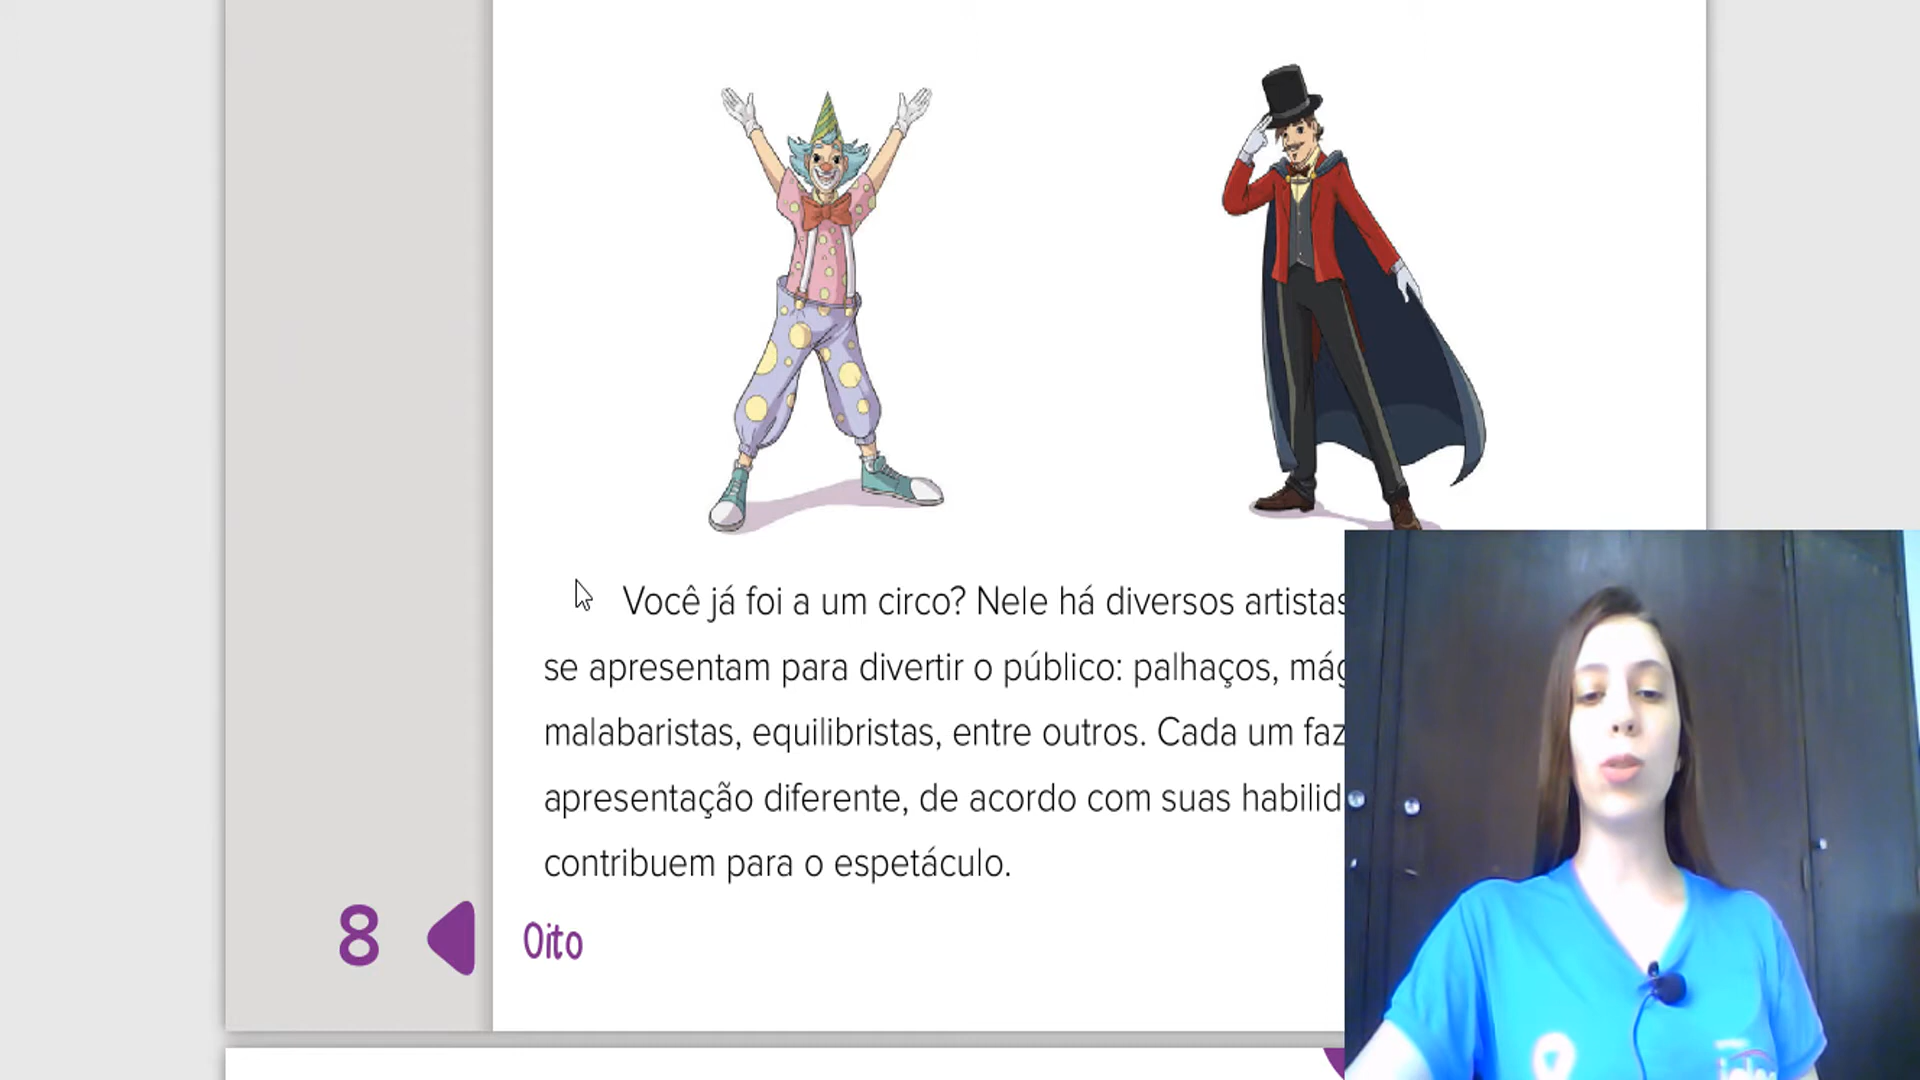 Você já foi a um circo? Nele há diversos artistas
se apresentam para divertir o público: palhaços,
malabaristas, equilibristas, entre outros. Cada um faz
apresentação diferente, de acordo com suas
contribuem para o espetáculo.
8 Oito